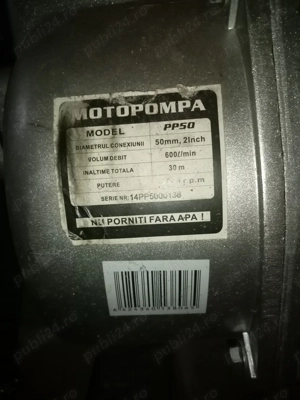 MOTOPOMPA
MODEL PP50
DIAMETRUL CONEXIUNII 50mm, 2Inch
VOLUM DEBIT 600l/min
INALTIME TOTALA 30 m
PUTERE r.p.m
SERIE NR: 14PP5000138
! NU PORNITI FARA APA !